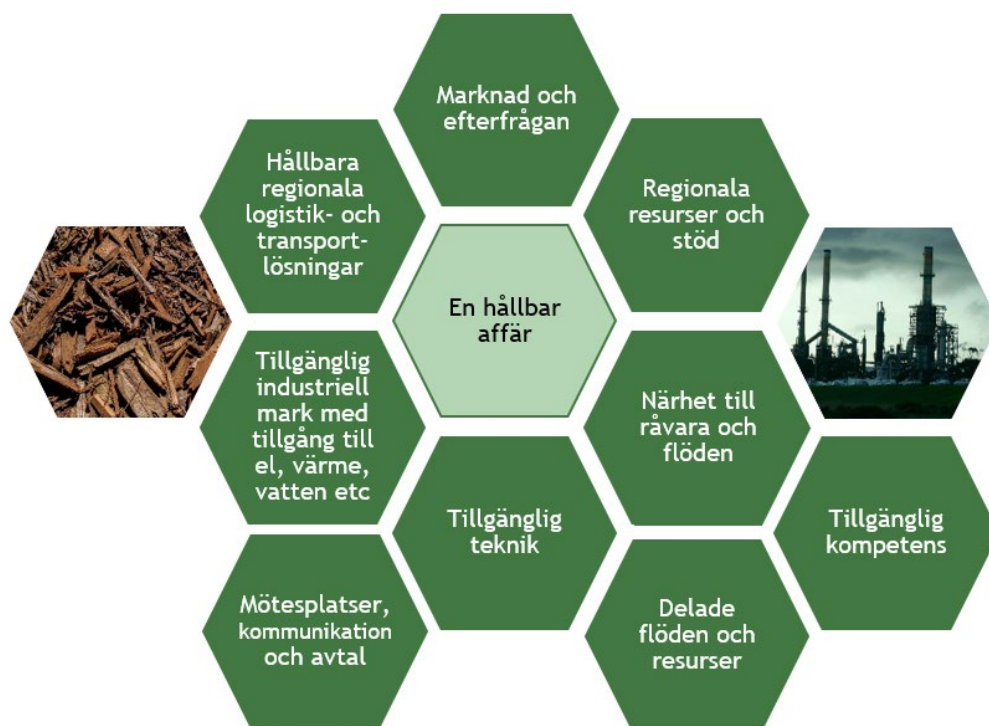 Marknad och
efterfrågan
Hållbara
regionala
logistik- och
transport-
lösningar
Regionala
resurser och
stöd
En hållbar
affär
Tillgänglig
industriell
mark med
tillgång till
el, värme,
vatten etc
Närhet till
råvara och
flöden
Tillgänglig
teknik
Tillgänglig
kompetens
Mötesplatser,
kommunikation
och avtal
Delade
flöden och
resurser